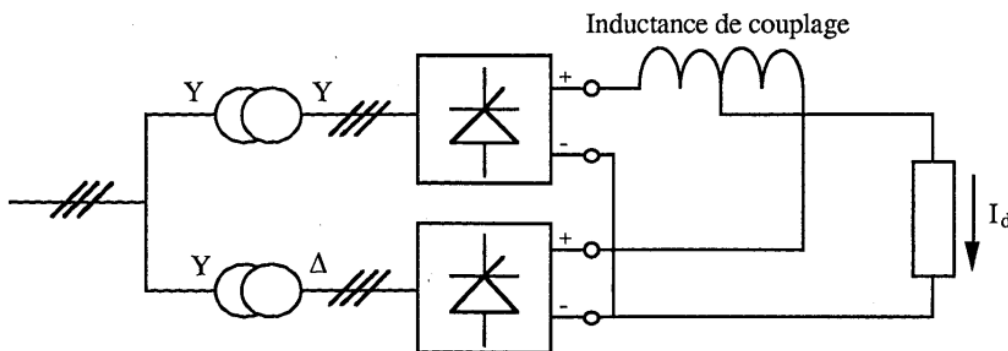 Inductance de couplage
Y Y
+
-
I_d
Y Δ
+
-